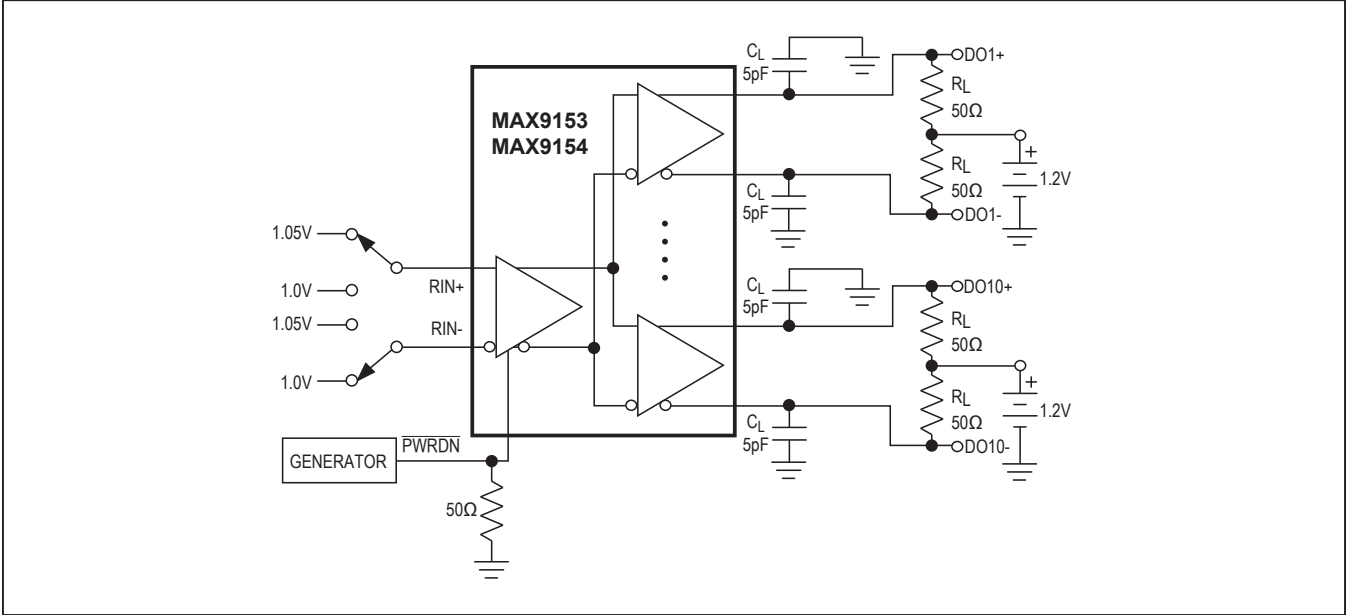 MAX9153
MAX9154
CL
5pF
DO1+
RL
50Ω
+
1.2V
RL
50Ω
CL
5pF
DO1-
1.05V
1.0V
RIN+
1.05V
RIN-
1.0V
CL
5pF
DO10+
RL
50Ω
+
1.2V
RL
50Ω
CL
5pF
DO10-
GENERATOR
PWRDN
50Ω